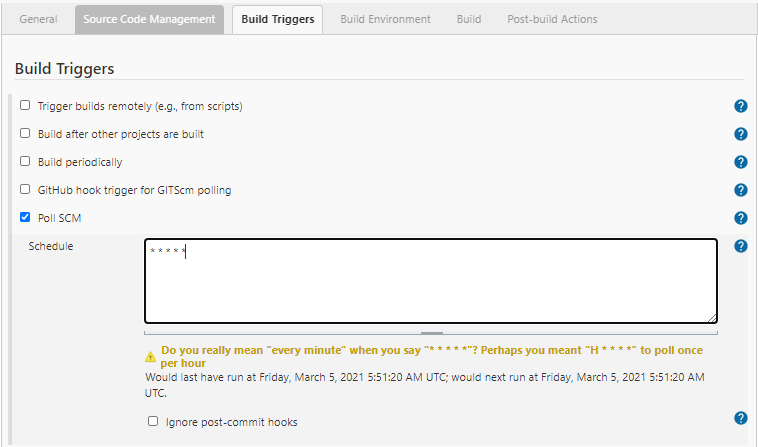 General Source Code Management Build Triggers Build Environment Build Post-build Actions
Build Triggers
Trigger builds remotely (e.g., from scripts)
Build after other projects are built
Build periodically
GitHub hook trigger for GITScm polling
Poll SCM
Schedule
* * * * *
Do you really mean "every minute" when you say "* * * * *"? Perhaps you meant "H * * * *" to poll once
per hour
Would last have run at Friday, March 5, 2021 5:51:20 AM UTC; would next run at Friday, March 5, 2021 5:51:20 AM
UTC.
Ignore post-commit hooks